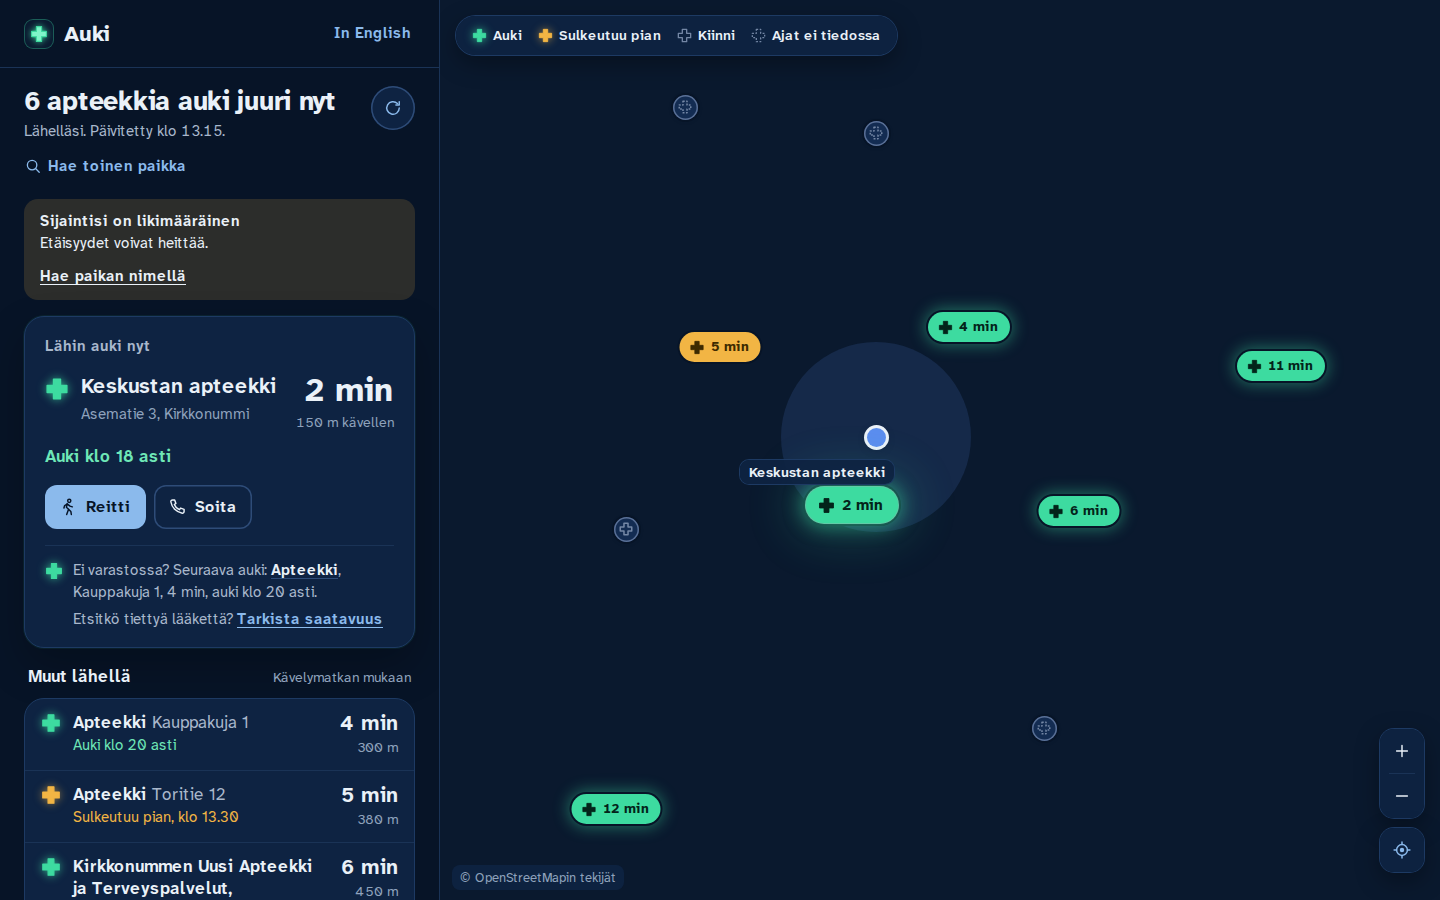 Auki
In English
6 apteekkia auki juuri nyt
Lähelläsi. Päivitetty klo 13.15.
Hae toinen paikka
Sijaintisi on likimääräinen
Etäisyydet voivat heittää.
Hae paikan nimellä
Lähin auki nyt
Keskustan apteekki
2 min
Asematie 3, Kirkkonummi
150 m kävellen
Auki klo 18 asti
Reitti
Soita
Ei varastossa? Seuraava auki: Apteekki,
Kauppakuja 1, 4 min, auki klo 20 asti.
Etsitkö tiettyä lääkettä? Tarkista saatavuus
Muut lähellä
Kävelymatkan mukaan
Apteekki Kauppakuja 1
4 min
Auki klo 20 asti
300 m
Apteekki Toritie 12
5 min
Sulkeutuu pian, klo 13.30
380 m
Kirkkonummen Uusi Apteekki
6 min
ja Terveyspalvelut,
450 m
Auki
Sulkeutuu pian
Kiinni
Ajat ei tiedossa
4 min
5 min
11 min
Keskustan apteekki
2 min
6 min
12 min
© OpenStreetMapin tekijät